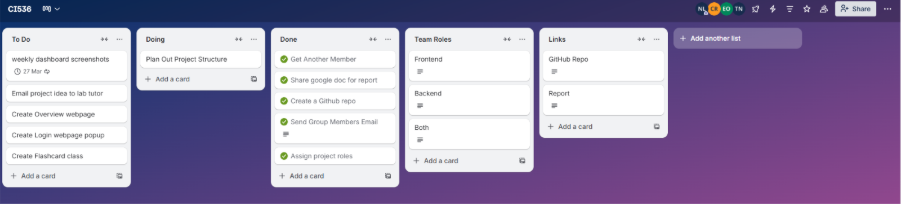 CI536
NL CR EO TN Share
To Do
weekly dashboard screenshots
27 Mar
Email project idea to lab tutor
Create Overview webpage
Create Login webpage popup
Create Flashcard class
+ Add a card
Doing
Plan Out Project Structure
+ Add a card
Done
Get Another Member
Share google doc for report
Create a Github repo
Send Group Members Email
Assign project roles
+ Add a card
Team Roles
Frontend
Backend
Both
+ Add a card
Links
GitHub Repo
Report
+ Add a card
+ Add another list